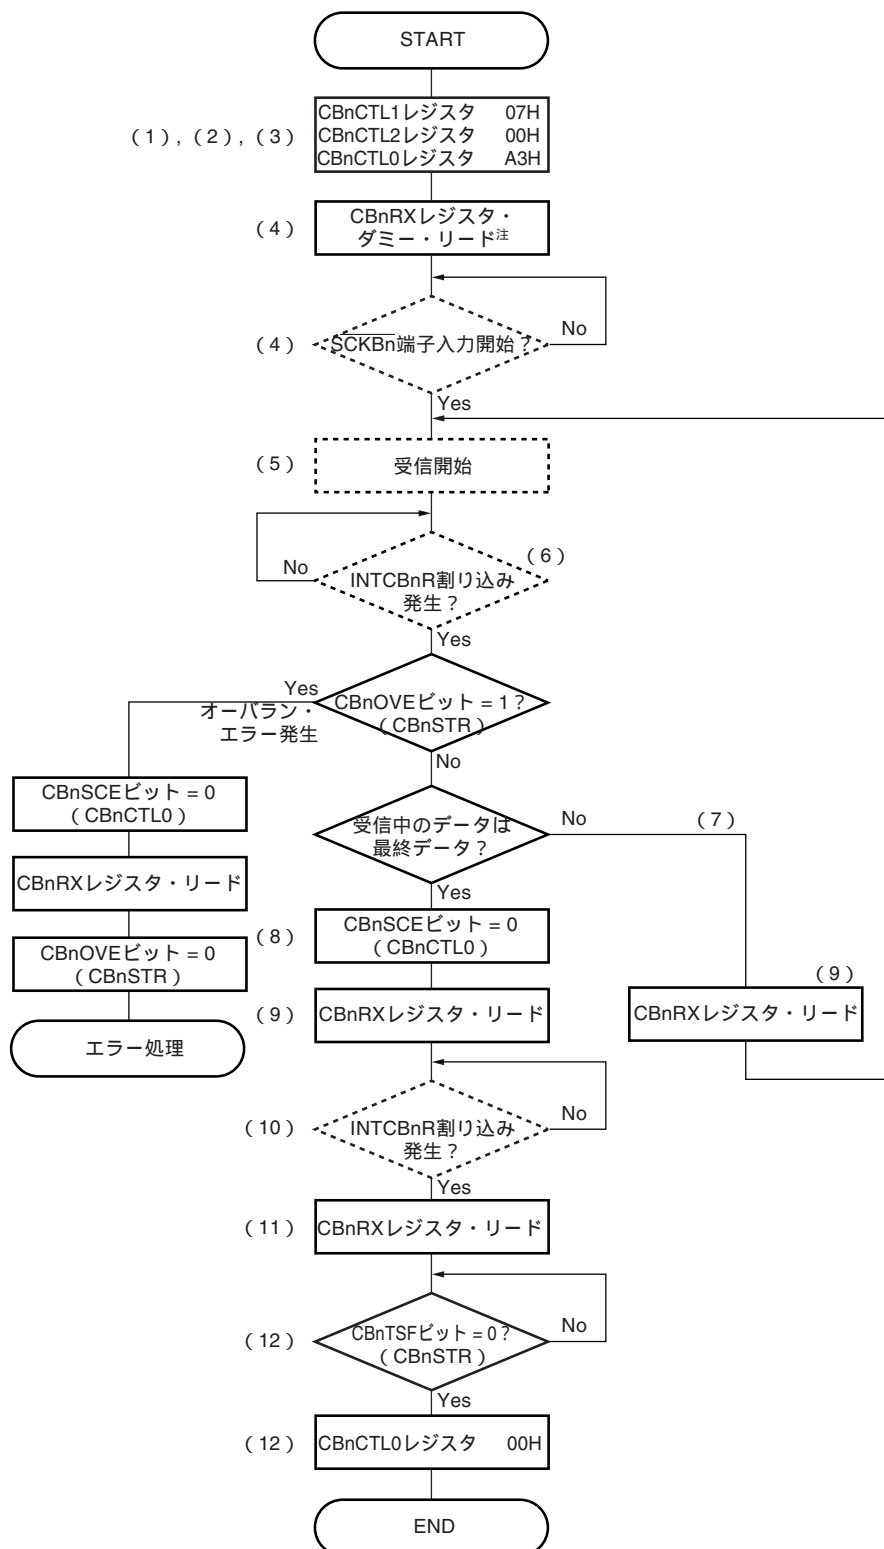 START
(1),(2),(3)
CBnCTL1レジスタ 07H
CBnCTL2レジスタ 00H
CBnCTL0レジスタ A3H
(4)
CBnRXレジスタ・
ダミー・リード注
(4)
SCKBn端子入力開始?
No
Yes
(5)
受信開始
(6)
No
INTCBnR割り込み
発生?
Yes
Yes
オーバラン・
エラー発生
CBnOVEビット = 1?
(CBnSTR)
No
CBnSCEビット = 0
(CBnCTL0)
CBnRXレジスタ・リード
CBnOVEビット = 0
(CBnSTR)
エラー処理
受信中のデータは
最終データ?
No
(7)
Yes
(8)
CBnSCEビット = 0
(CBnCTL0)
(9)
CBnRXレジスタ・リード
(9)
CBnRXレジスタ・リード
(10)
INTCBnR割り込み
発生?
No
Yes
(11)
CBnRXレジスタ・リード
(12)
CBnTSFビット = 0?
(CBnSTR)
No
Yes
(12)
CBnCTL0レジスタ 00H
END